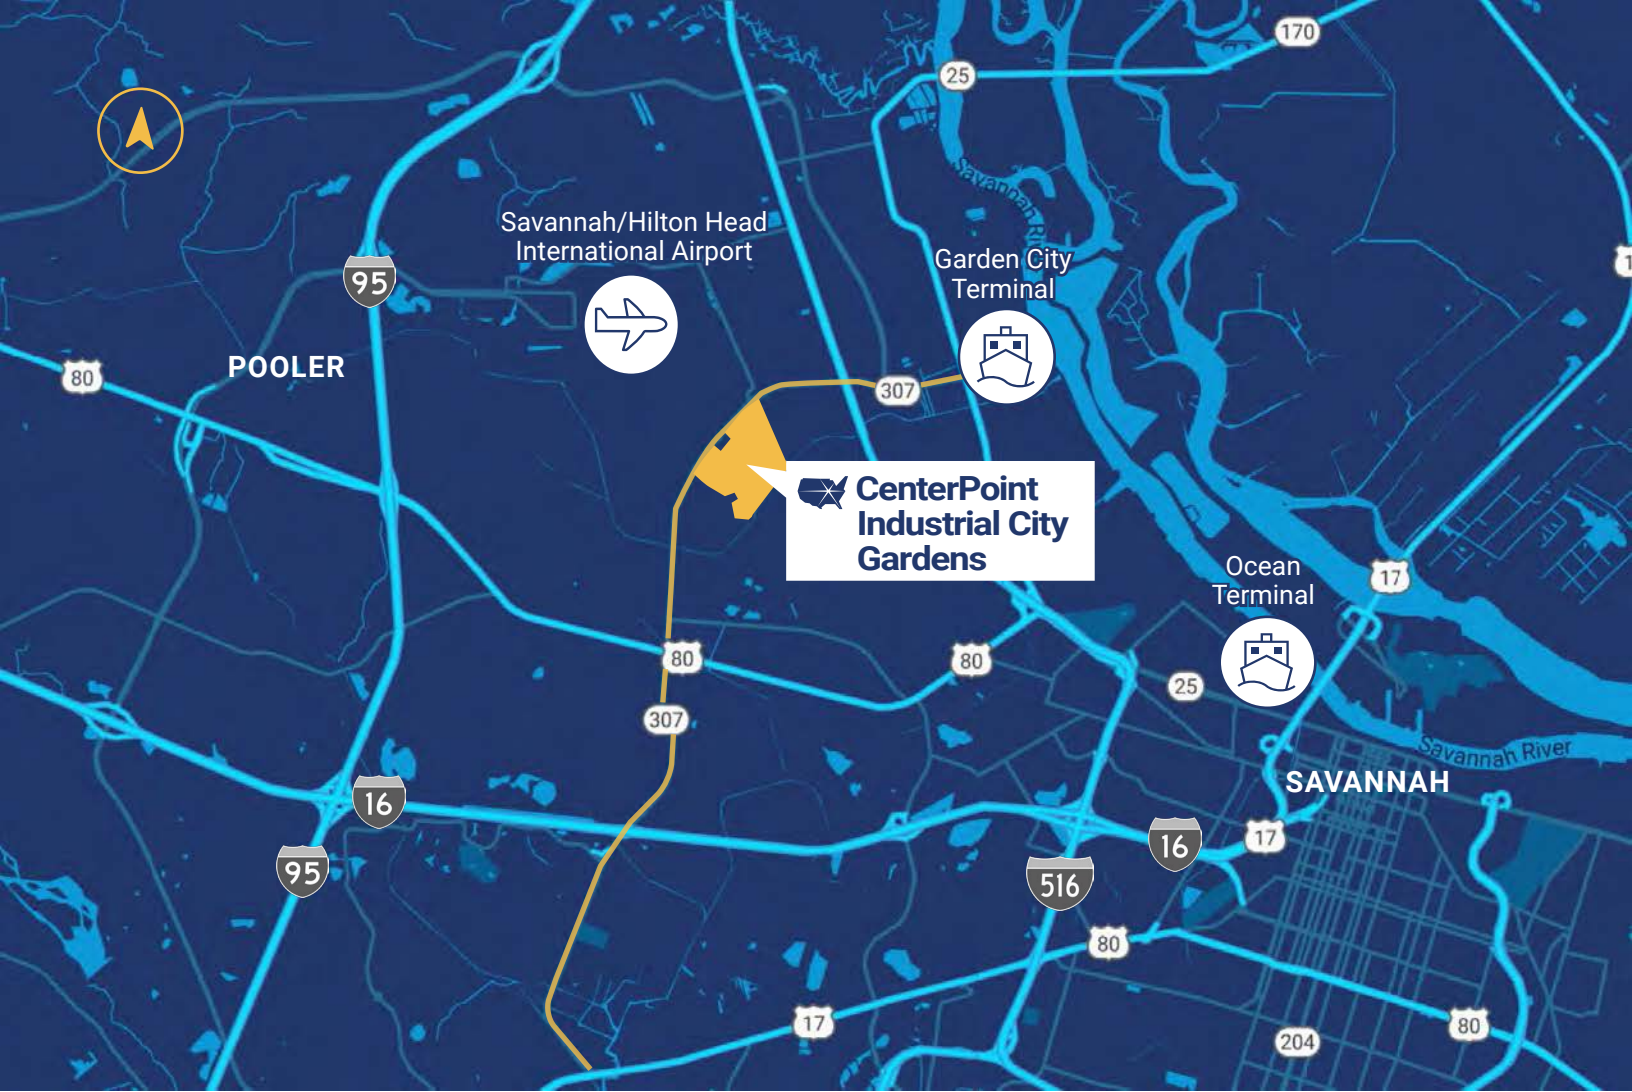 170
25
Savannah River
Savannah/Hilton Head
International Airport
Garden City
Terminal
95
POOLER
80
307
CenterPoint
Industrial City
Gardens
Ocean
Terminal
17
80
80
25
307
Savannah River
SAVANNAH
16
17
16
95
516
80
17
80
204